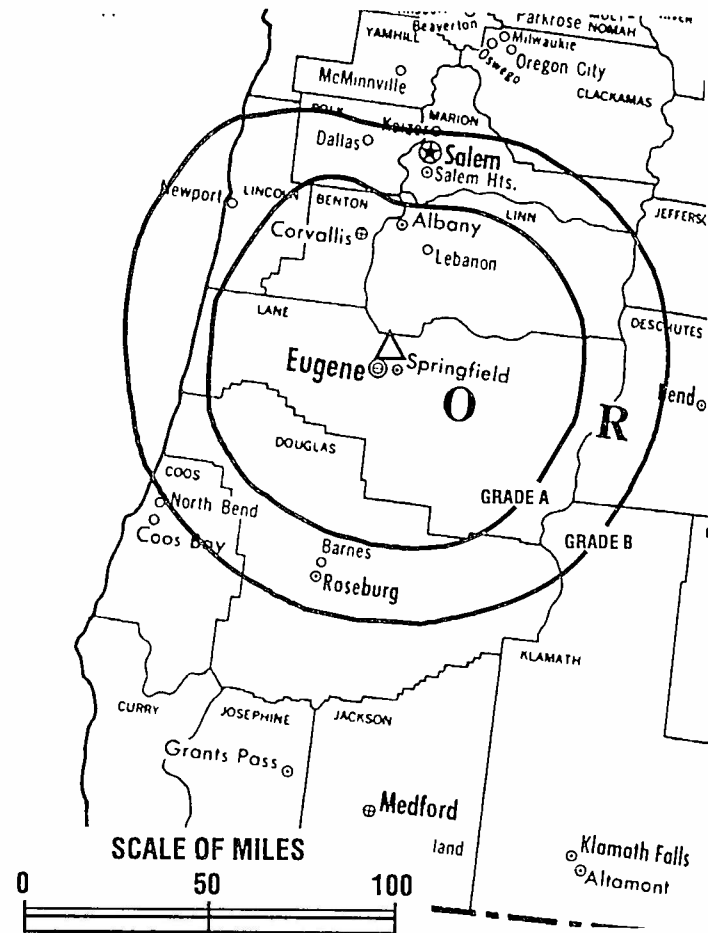 Parkrose
Beaverton
NOMAH
YAMHILL
Milwaukie
Oswego
Oregon City
McMinnville
CLACKAMAS
POLK
MARION
Keizer
Dallas
Salem
Salem Hts.
Newport
LINCOLN
BENTON
LINN
JEFFERSO
Corvallis
Albany
Lebanon
LANE
DESCHUTES
Eugene
Springfield
O
R
Bend
DOUGLAS
COOS
GRADE A
North Bend
Coos Bay
GRADE B
Barnes
Roseburg
KLAMATH
CURRY
JOSEPHINE
JACKSON
Grants Pass
Medford
land
SCALE OF MILES
Klamath Falls
Altamont
0 50 100